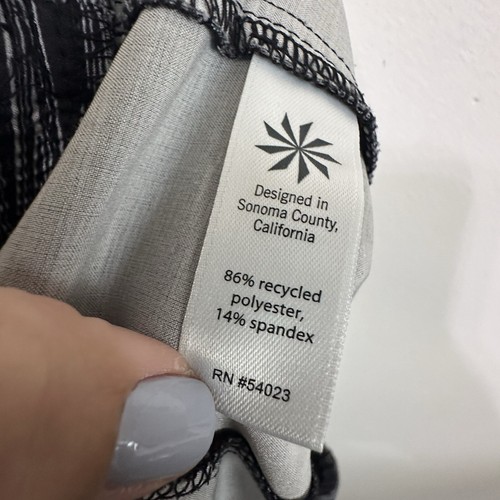 Designed in
Sonoma County,
California
86% recycled
polyester,
14% spandex
RN #54023